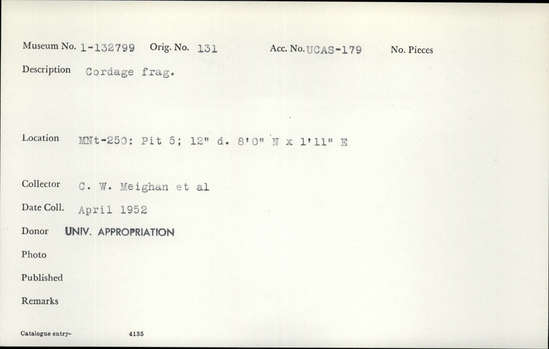 Museum No. 1-132799 Orig. No. 131 Acc. No. UCAS-179 No. Pieces
Description Cordage frag.
Location MNt-250: Pit 5; 12" d. 8'0" N x 1'11" E
Collector C. W. Meighan et al
Date Coll. April 1952
Donor UNIV. APPROPRIATION
Photo
Published
Remarks
Catalogue entry- 4135